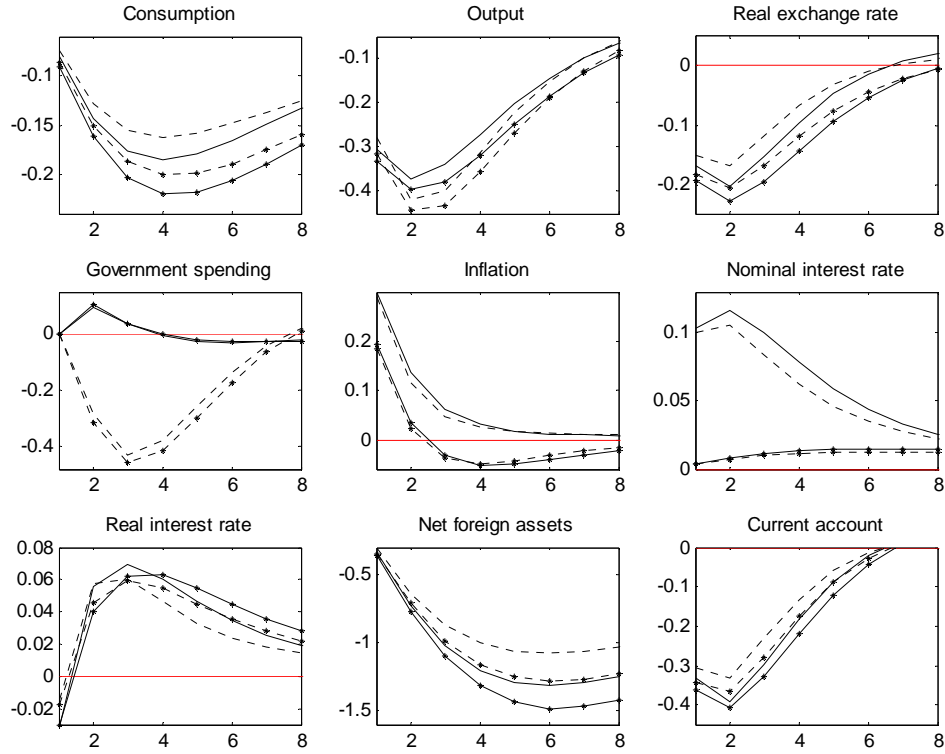 Consumption
Output
Real exchange rate
-0.1
-0.15
-0.2
2 4 6 8
-0.1
-0.2
-0.3
-0.4
2 4 6 8
0
-0.1
-0.2
2 4 6 8
Government spending
Inflation
Nominal interest rate
0
-0.2
-0.4
2 4 6 8
0.2
0.1
0
2 4 6 8
0.1
0.05
0
2 4 6 8
Real interest rate
Net foreign assets
Current account
0.08
0.06
0.04
0.02
0
-0.02
-0.03
2 4 6 8
-0.5
-1
-1.5
2 4 6 8
0
-0.1
-0.2
-0.3
-0.4
2 4 6 8